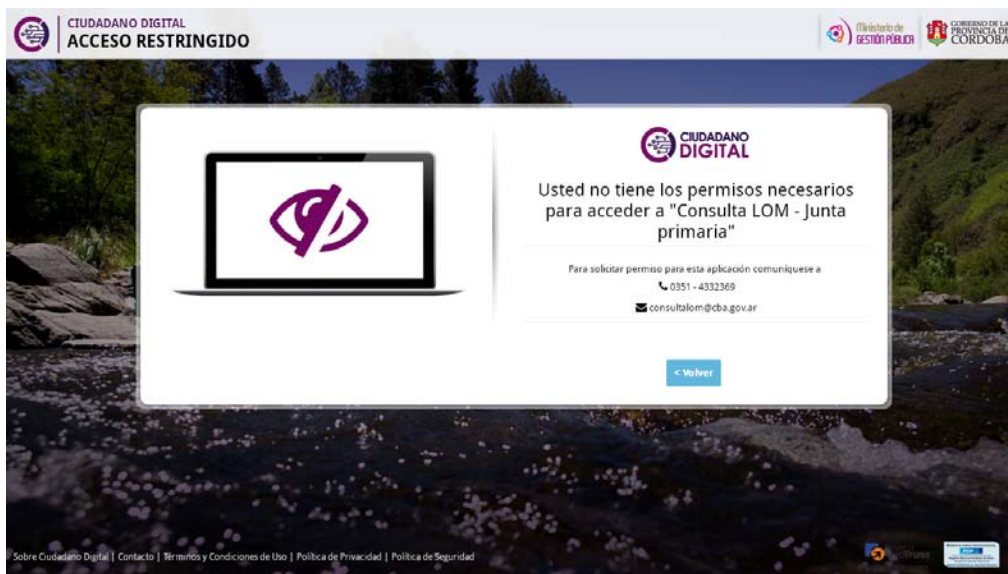 CIUDADANO DIGITAL
ACCESO RESTRINGIDO
Ministerio de
GESTIÓN PÚBLICA
GOBIERNO DE LA
PROVINCIA DE
CÓRDOBA
CIUDADANO
DIGITAL
Usted no tiene los permisos necesarios
para acceder a "Consulta LOM - Junta
primaria"
Para solicitar permiso para esta aplicación comuníquese a
0351 - 4332369
consultalom@cba.gov.ar
< Volver
Sobre Ciudadano Digital | Contacto | Términos y Condiciones de Uso | Política de Privacidad | Política de Seguridad